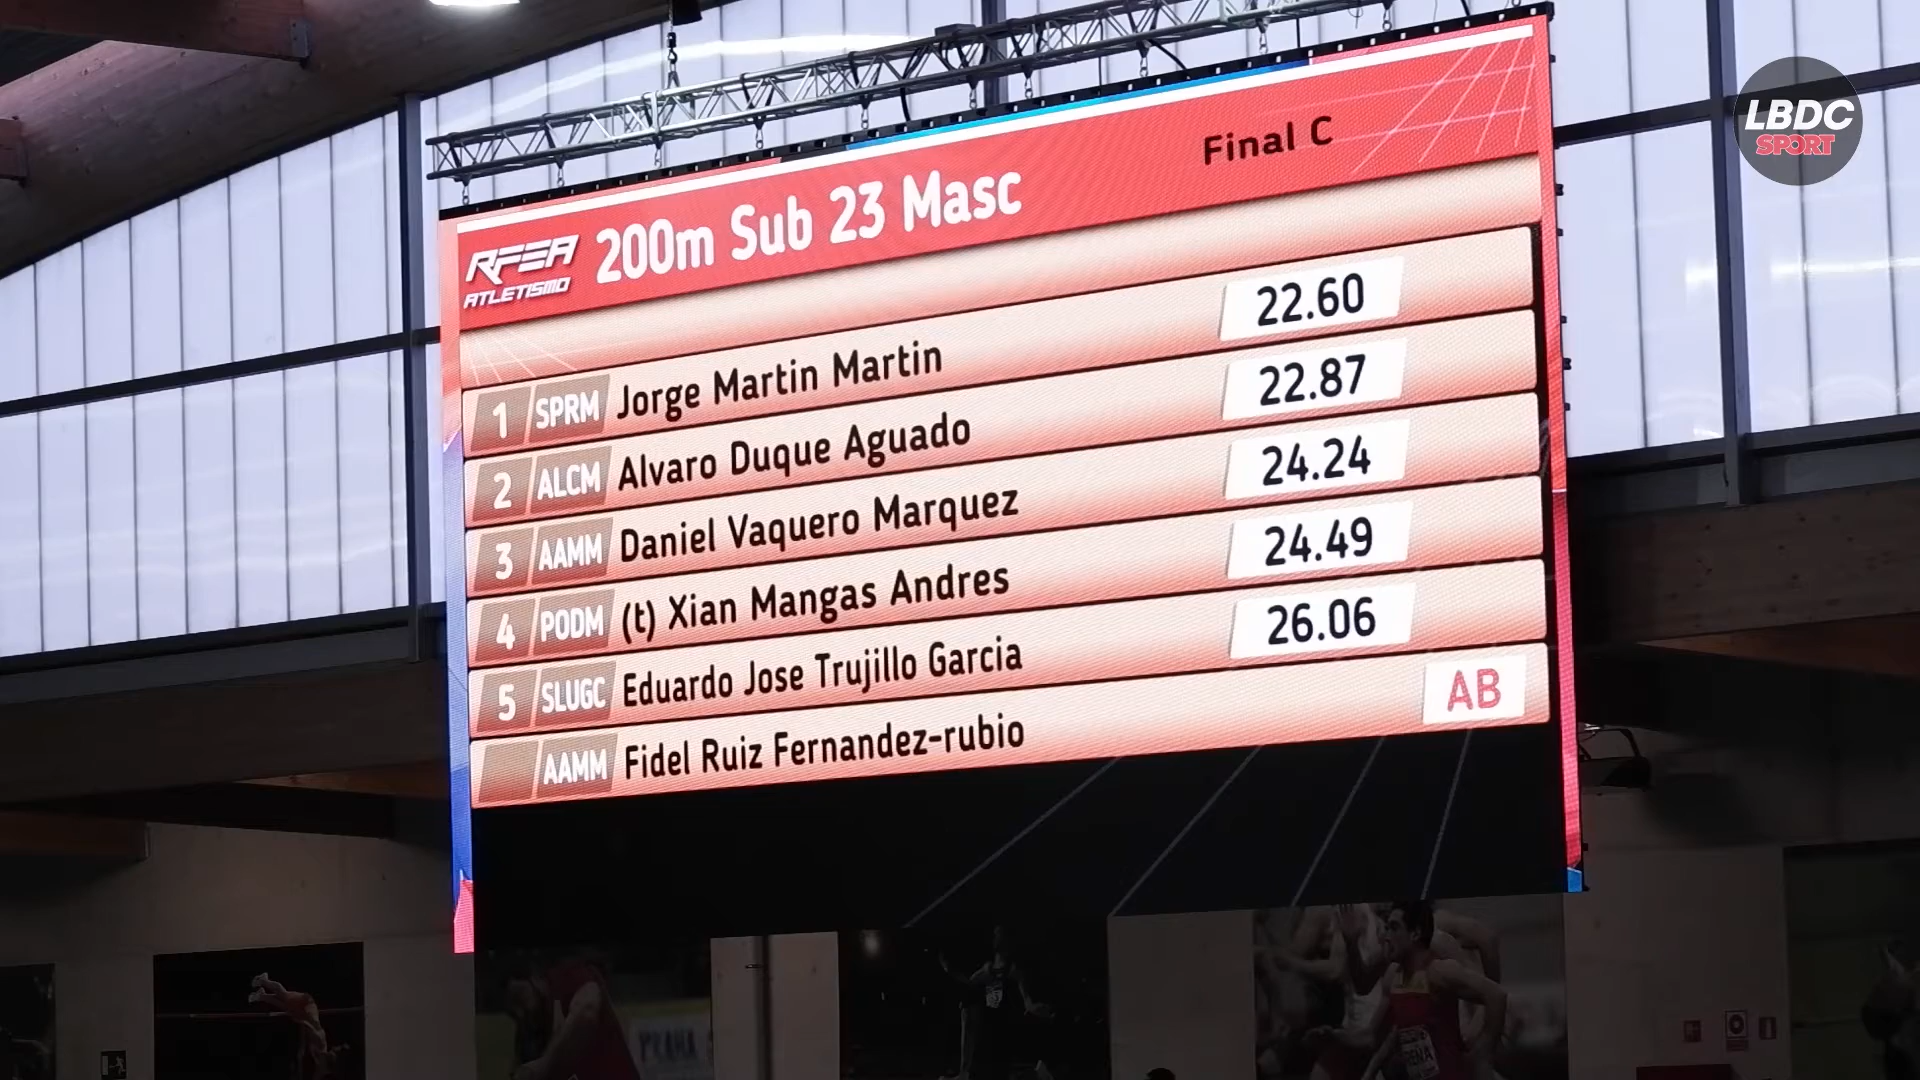 LBDC
SPORT
Final C
RFEA
ATLETISMO
200m Sub 23 Masc
1 SPRM Jorge Martin Martin 22.60
2 ALCM Alvaro Duque Aguado 22.87
3 AAMM Daniel Vaquero Marquez 24.24
4 PODM (t) Xian Mangas Andres 24.49
5 SLUGC Eduardo Jose Trujillo Garcia 26.06
AAMM Fidel Ruiz Fernandez-rubio AB